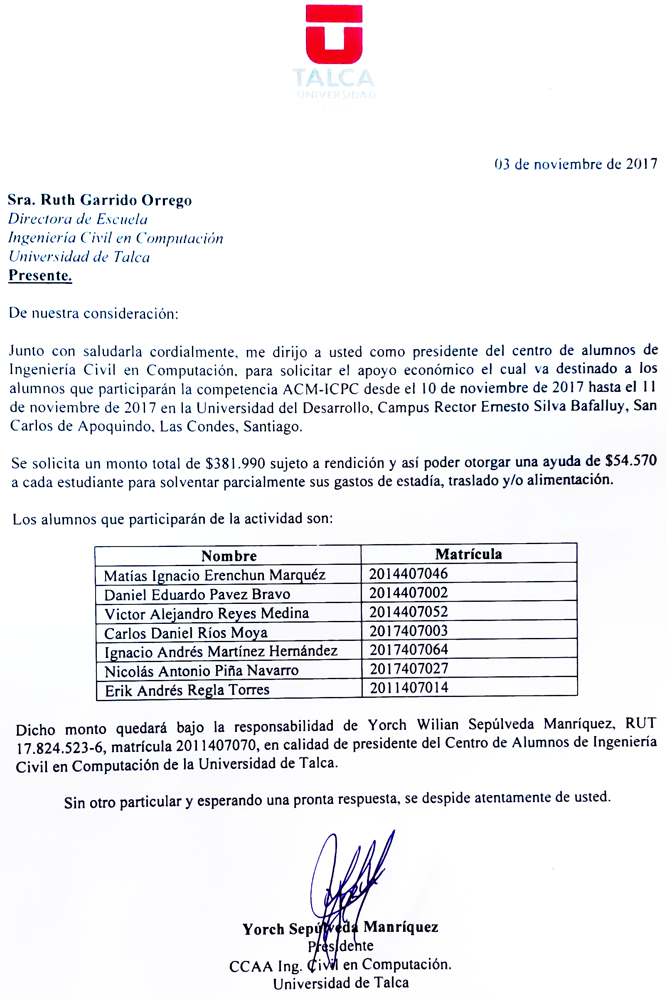 TALCA
UNIVERSIDAD
CHILE
03 de noviembre de 2017
Sra. Ruth Garrido Orrego
Directora de Escuela
Ingeniería Civil en Computación
Universidad de Talca
Presente.
De nuestra consideración:
Junto con saludarla cordialmente, me dirijo a usted como presidente del centro de alumnos de
Ingeniería Civil en Computación, para solicitar el apoyo económico el cual va destinado a los
alumnos que participarán la competencia ACM-ICPC desde el 10 de noviembre de 2017 hasta el 11
de noviembre de 2017 en la Universidad del Desarrollo, Campus Rector Ernesto Silva Bafalluy, San
Carlos de Apoquindo, Las Condes, Santiago.
Se solicita un monto total de $381.990 sujeto a rendición y así poder otorgar una ayuda de $54.570
a cada estudiante para solventar parcialmente sus gastos de estadía, traslado y/o alimentación.
Los alumnos que participarán de la actividad son:
Nombre Matrícula
Matías Ignacio Erenchun Marquéz 2014407046
Daniel Eduardo Pavez Bravo 2014407002
Victor Alejandro Reyes Medina 2014407052
Carlos Daniel Ríos Moya 2017407003
Ignacio Andrés Martínez Hernández 2017407064
Nicolás Antonio Piña Navarro 2017407027
Erik Andrés Regla Torres 2011407014
Dicho monto quedará bajo la responsabilidad de Yorch Wilian Sepúlveda Manríquez, RUT
17.824.523-6, matrícula 2011407070, en calidad de presidente del Centro de Alumnos de Ingeniería
Civil en Computación de la Universidad de Talca.
Sin otro particular y esperando una pronta respuesta, se despide atentamente de usted.
Yorch Sepúlveda Manríquez
Presidente
CCAA Ing. Civil en Computación.
Universidad de Talca